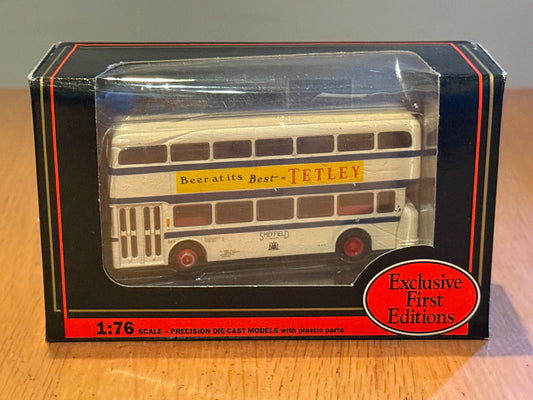 Beer at its Best - TETLEY
SHEFFIELD
Exclusive
First
Editions
1:76 SCALE – PRECISION DIE-CAST MODELS with plastic parts